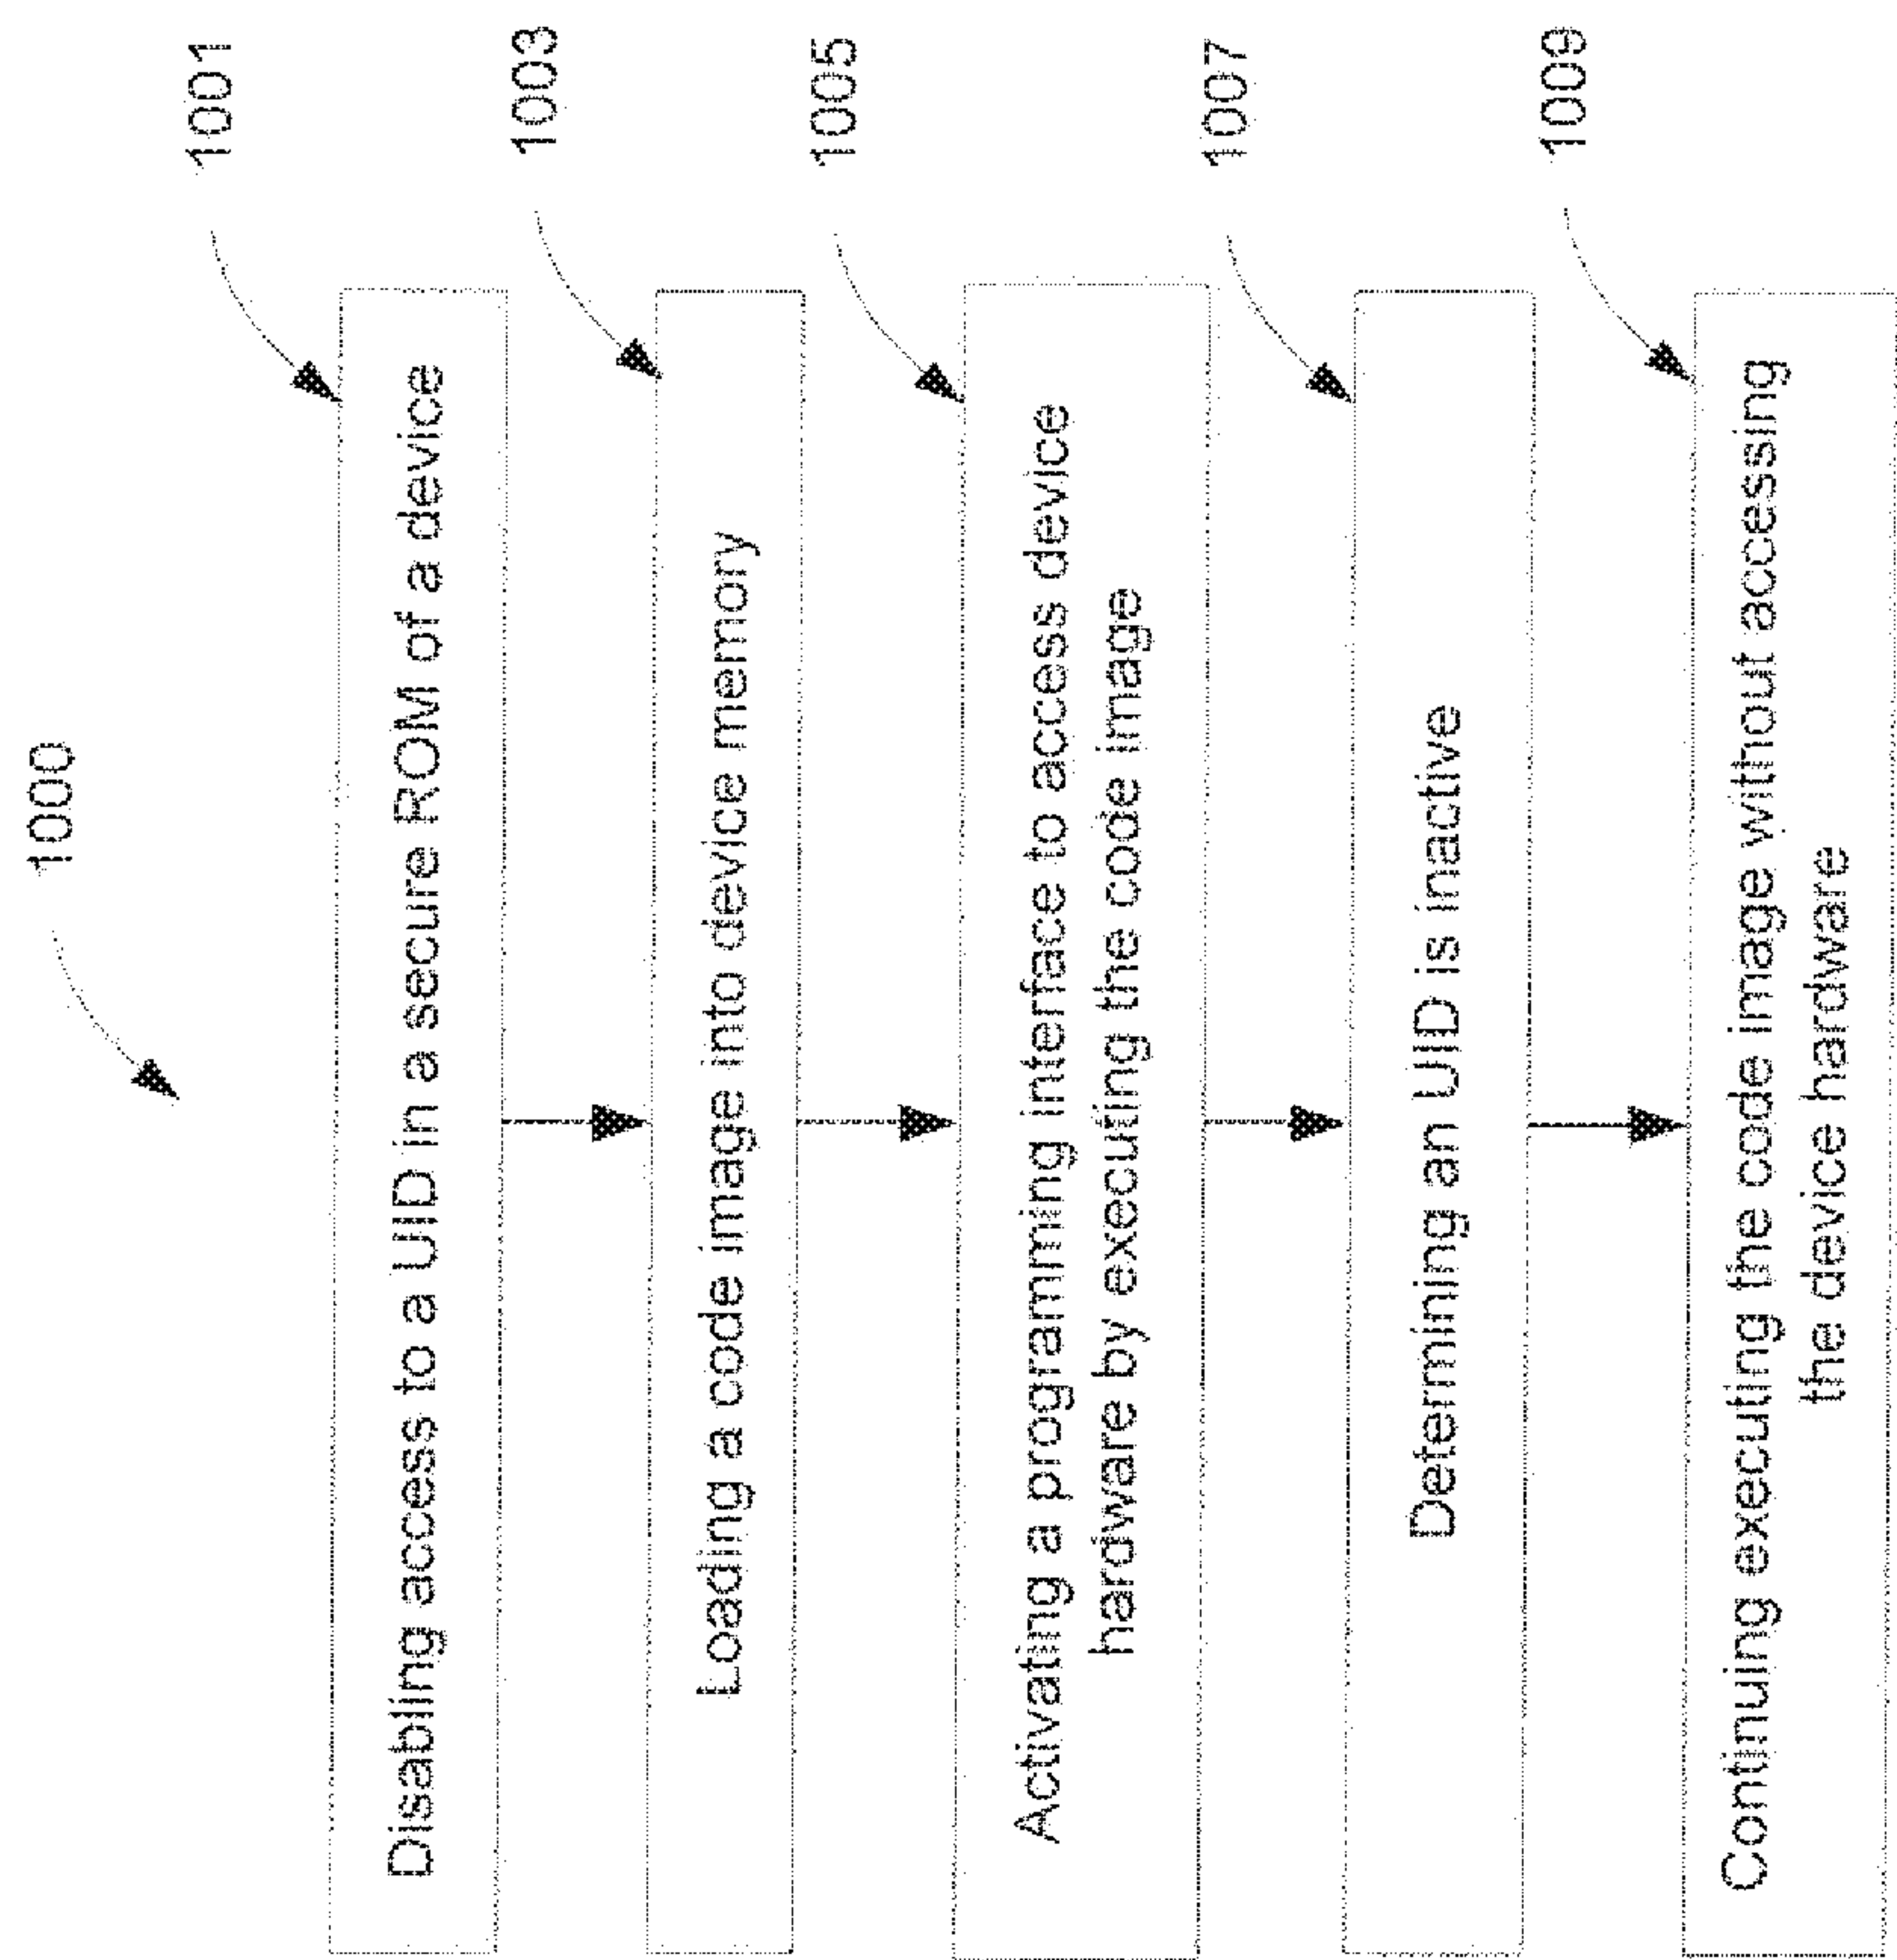 1000
1001
Disabling access to a UID in a secure ROM of a device
1003
Loading a code image into device memory
1005
Activating a programming interface to access device
hardware by executing the code image
1007
Determining an UID is inactive
1009
Continuing executing the code image without accessing
the device hardware